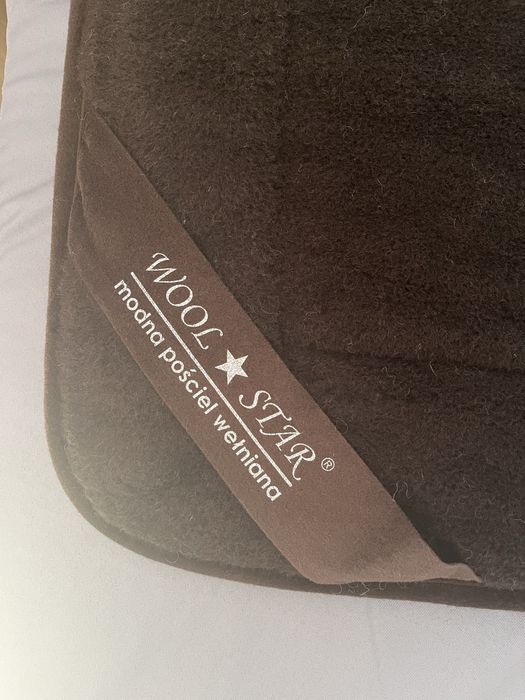 WOOL ★ STAR®
modna pościel wełniana